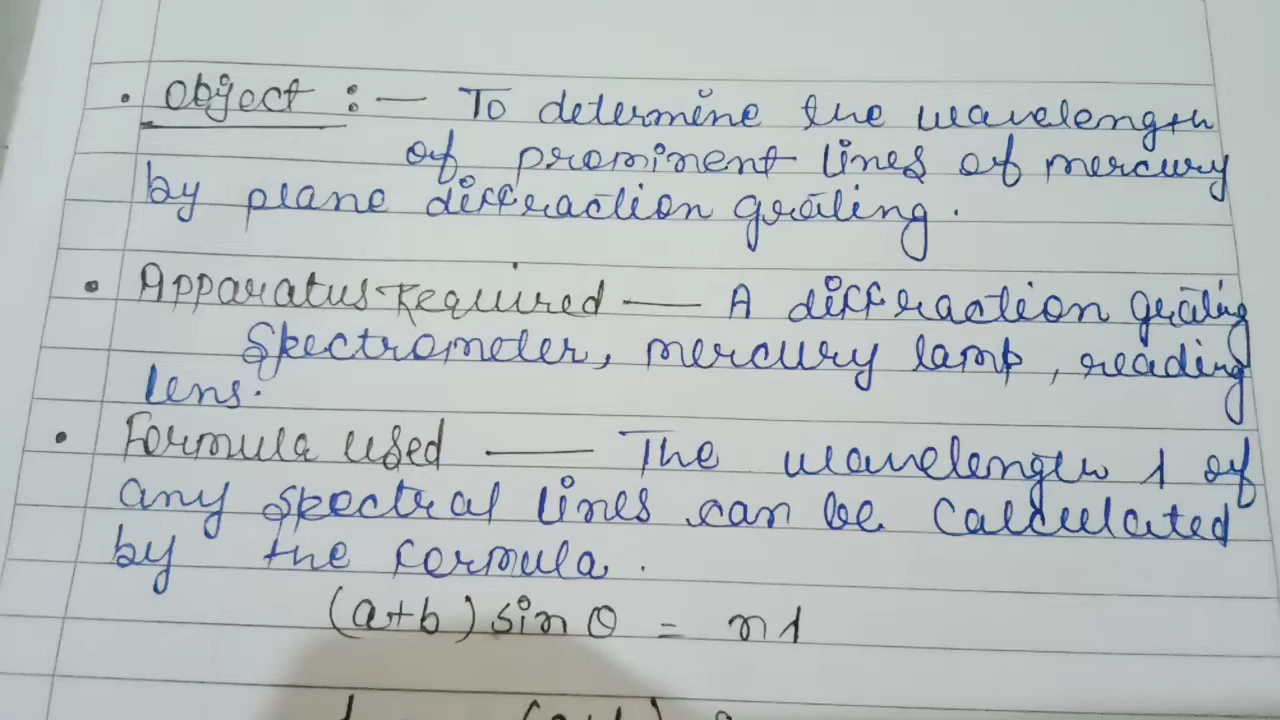 • Object :— To determine the wavelength
of prominent lines of mercury
by plane diffraction grating.
• Apparatus Required — A diffraction grating
Spectrometer, mercury lamp, reading
lens.
• Formula used — The wavelength λ of
any spectral lines can be calculated
by the formula.
(a+b) sin θ = nλ